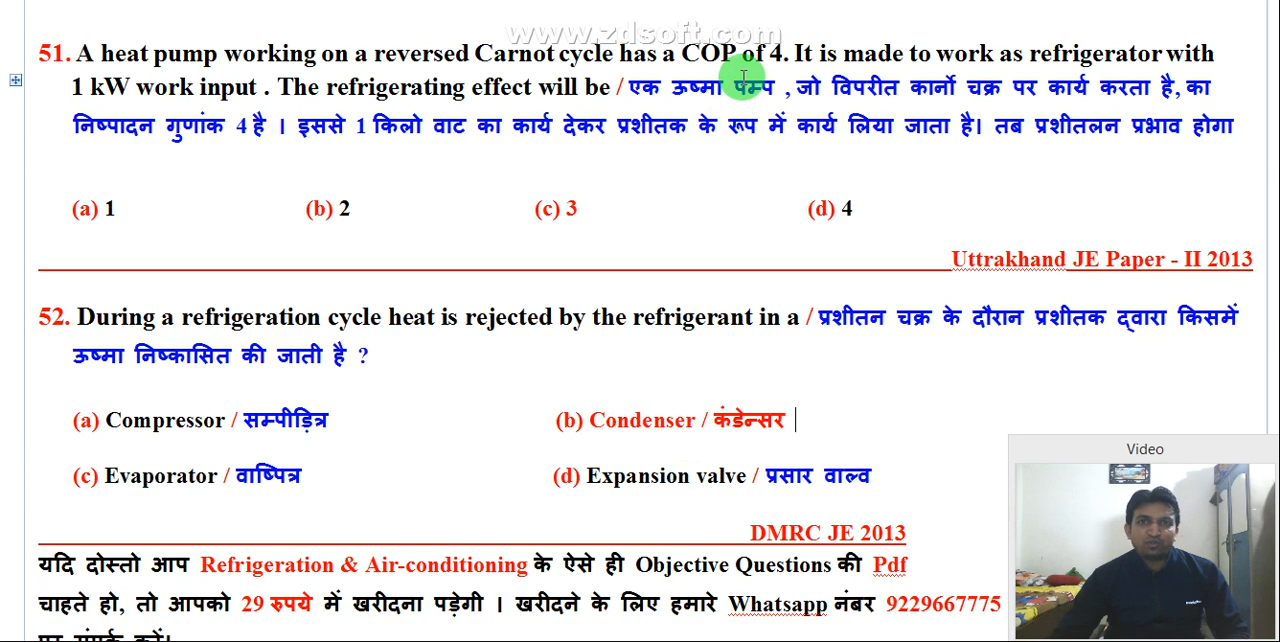 www.zdsoft.com
51. A heat pump working on a reversed Carnot cycle has a COP of 4. It is made to work as refrigerator with
1 kW work input . The refrigerating effect will be / एक ऊष्मा पम्प , जो विपरीत कार्नो चक्र पर कार्य करता है, का
निष्पादन गुणांक 4 है । इससे 1 किलो वाट का कार्य देकर प्रशीतक के रूप में कार्य लिया जाता है। तब प्रशीतलन प्रभाव होगा
(a) 1 (b) 2 (c) 3 (d) 4
Uttrakhand JE Paper - II 2013
52. During a refrigeration cycle heat is rejected by the refrigerant in a / प्रशीतन चक्र के दौरान प्रशीतक द्वारा किसमें
ऊष्मा निष्कासित की जाती है ?
(a) Compressor / सम्पीड़ित्र (b) Condenser / कंडेन्सर
(c) Evaporator / वाष्पित्र (d) Expansion valve / प्रसार वाल्व
Video
DMRC JE 2013
यदि दोस्तो आप Refrigeration & Air-conditioning के ऐसे ही Objective Questions की Pdf
चाहते हो, तो आपको 29 रुपये में खरीदना पड़ेगी । खरीदने के लिए हमारे Whatsapp नंबर 9229667775
पर संपर्क करें।